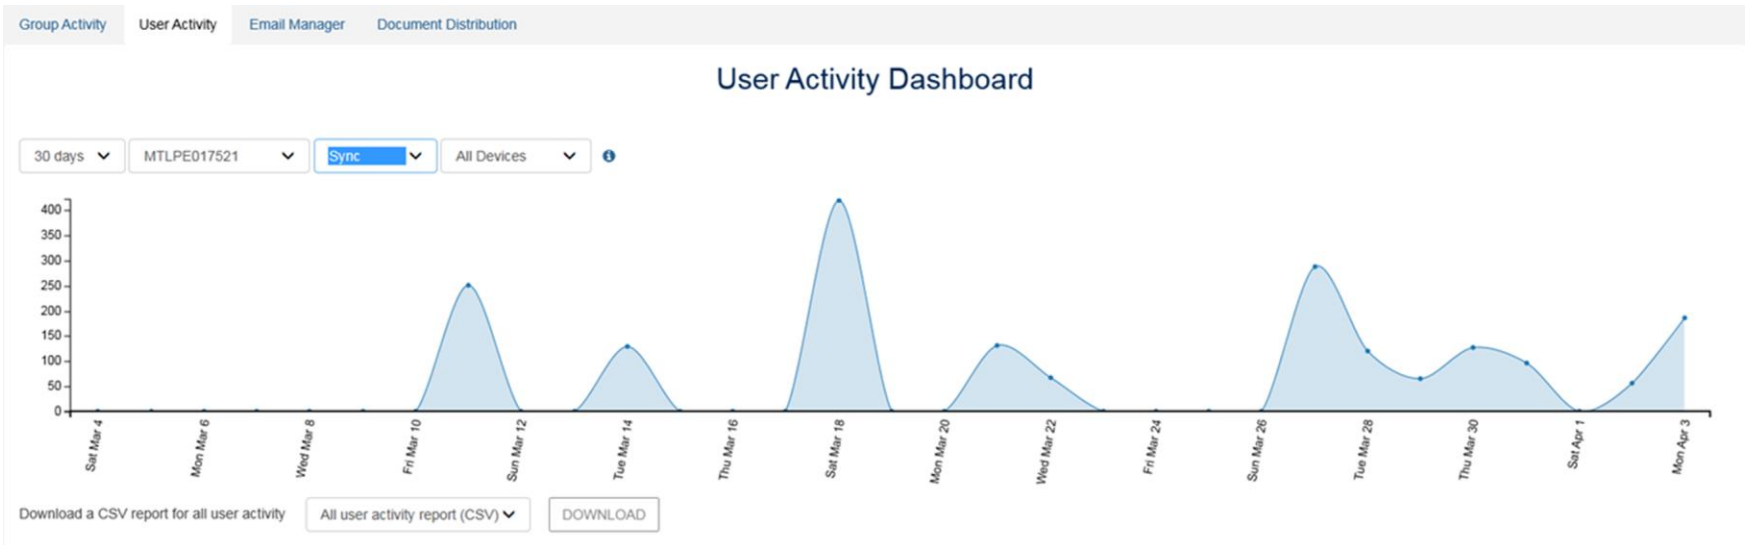 Group Activity User Activity Email Manager Document Distribution
User Activity Dashboard
30 days MTLPE017521 Sync All Devices
400
350
300
250
200
150
100
50
0
Sat Mar 4 Mon Mar 6 Wed Mar 8 Fri Mar 10 Sun Mar 12 Tue Mar 14 Thu Mar 16 Sat Mar 18 Mon Mar 20 Wed Mar 22 Fri Mar 24 Sun Mar 26 Tue Mar 28 Thu Mar 30 Sat Apr 1 Mon Apr 3
Download a CSV report for all user activity All user activity report (CSV) DOWNLOAD